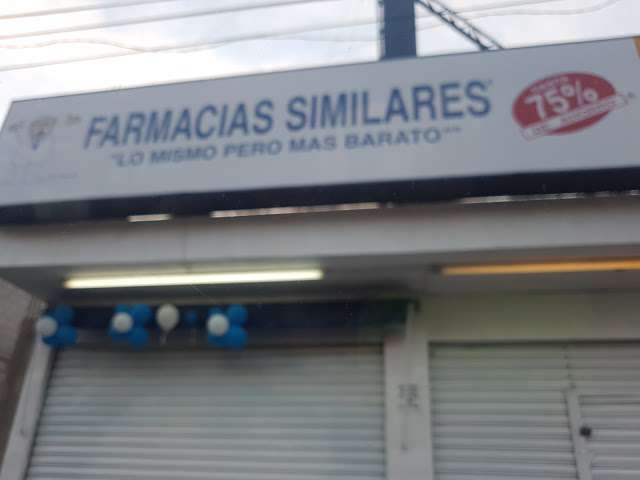 FARMACIAS SIMILARES
"LO MISMO PERO MAS BARATO"
75%